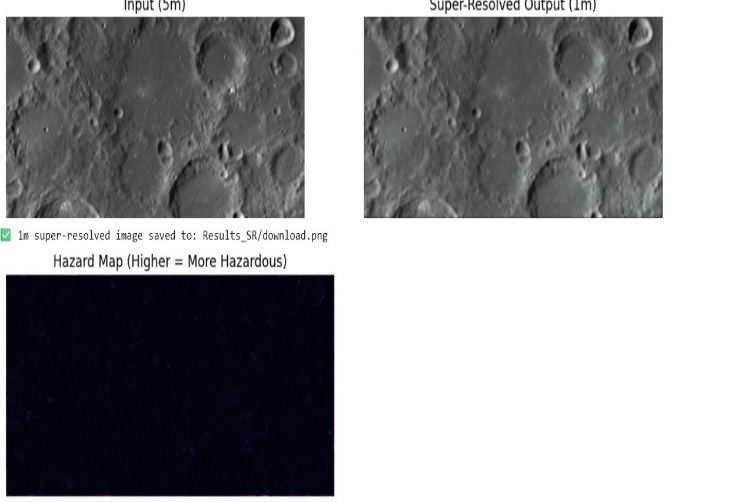 Input (5m)
Super-Resolved Output (1m)
✅ 1m super-resolved image saved to: Results_SR/download.png
Hazard Map (Higher = More Hazardous)